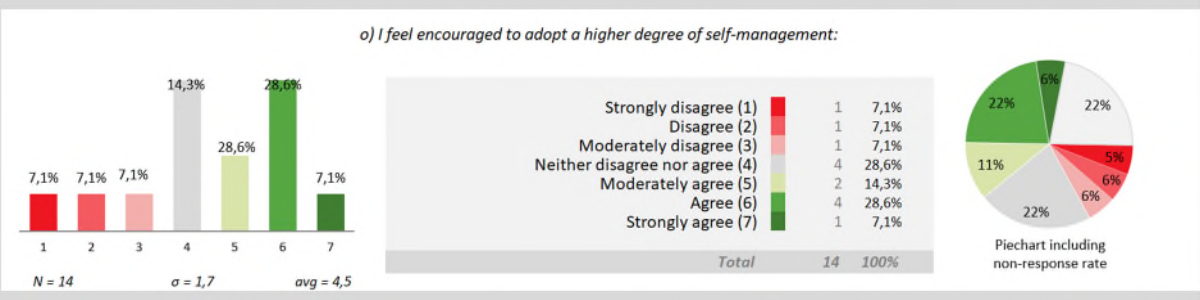 o) I feel encouraged to adopt a higher degree of self-management:
7,1% 7,1% 7,1% 14,3% 28,6% 28,6% 7,1%
1 2 3 4 5 6 7
N = 14 σ = 1,7 avg = 4,5
Strongly disagree (1) 1 7,1%
Disagree (2) 1 7,1%
Moderately disagree (3) 1 7,1%
Neither disagree nor agree (4) 4 28,6%
Moderately agree (5) 2 14,3%
Agree (6) 4 28,6%
Strongly agree (7) 1 7,1%
Total 14 100%
6%
22% 22%
5%
11% 6%
6%
22%
Piechart including
non-response rate